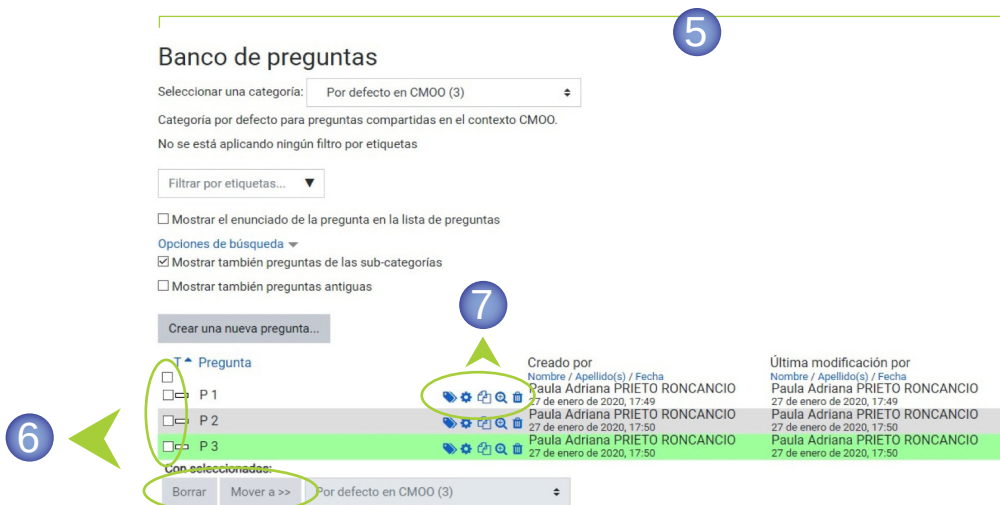 5
Banco de preguntas
Seleccionar una categoría: Por defecto en CMOO (3)
Categoría por defecto para preguntas compartidas en el contexto CMOO.
No se está aplicando ningún filtro por etiquetas
Filtrar por etiquetas... ▼
Mostrar el enunciado de la pregunta en la lista de preguntas
Opciones de búsqueda
Mostrar también preguntas de las sub-categorías
Mostrar también preguntas antiguas
7
Crear una nueva pregunta...
T Pregunta Creado por Última modificación por
Nombre / Apellido(s) / Fecha Nombre / Apellido(s) / Fecha
P 1 Paula Adriana PRIETO RONCANCIO Paula Adriana PRIETO RONCANCIO
27 de enero de 2020, 17:49 27 de enero de 2020, 17:49
P 2 Paula Adriana PRIETO RONCANCIO Paula Adriana PRIETO RONCANCIO
27 de enero de 2020, 17:50 27 de enero de 2020, 17:50
6
P 3 Paula Adriana PRIETO RONCANCIO Paula Adriana PRIETO RONCANCIO
27 de enero de 2020, 17:50 27 de enero de 2020, 17:50
Con seleccionadas:
Borrar Mover a >> Por defecto en CMOO (3)